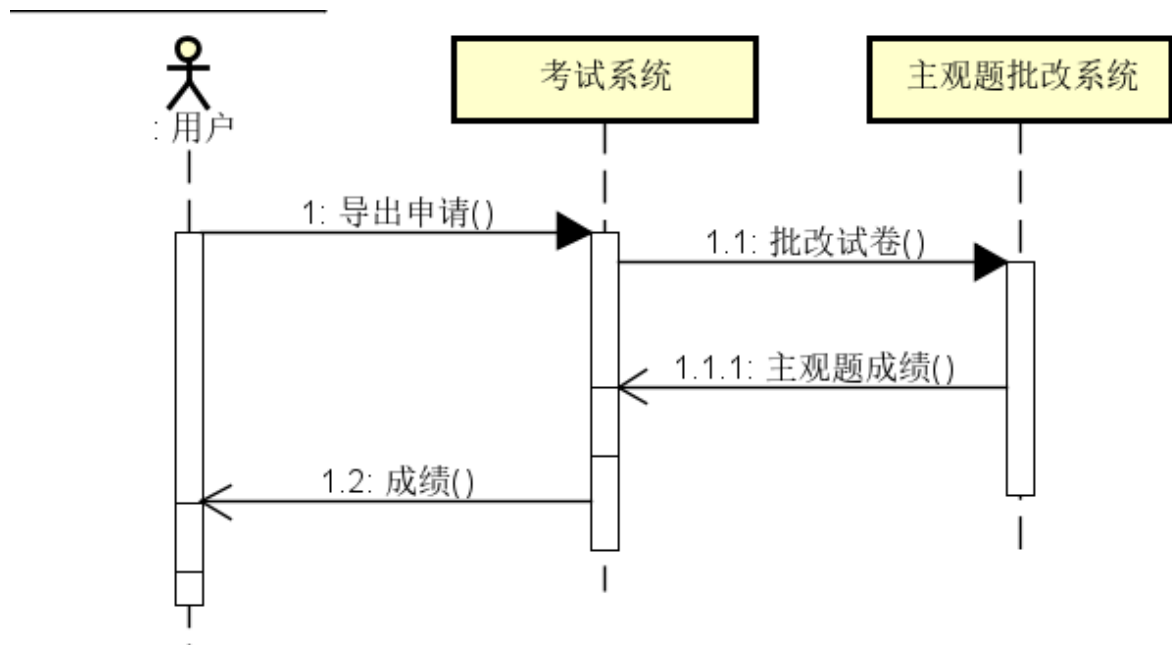 考试系统
主观题批改系统
: 用户
1: 导出申请()
1.1: 批改试卷()
1.1.1: 主观题成绩()
1.2: 成绩()